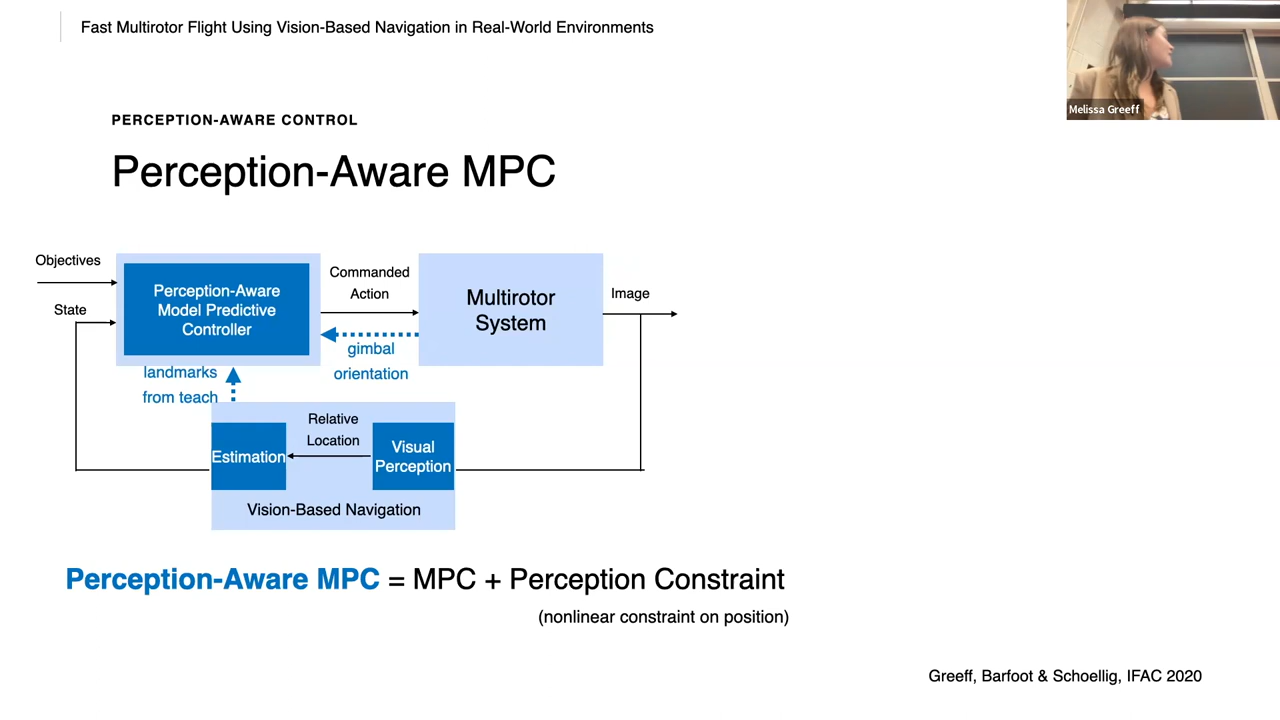 Fast Multirotor Flight Using Vision-Based Navigation in Real-World Environments
Melissa Greeff
PERCEPTION-AWARE CONTROL
Perception-Aware MPC
Objectives
State
Perception-Aware
Model Predictive
Controller
Commanded
Action
Multirotor
System
Image
gimbal
orientation
landmarks
from teach
Relative
Location
Estimation
Visual
Perception
Vision-Based Navigation
Perception-Aware MPC = MPC + Perception Constraint
(nonlinear constraint on position)
Greeff, Barfoot & Schoellig, IFAC 2020